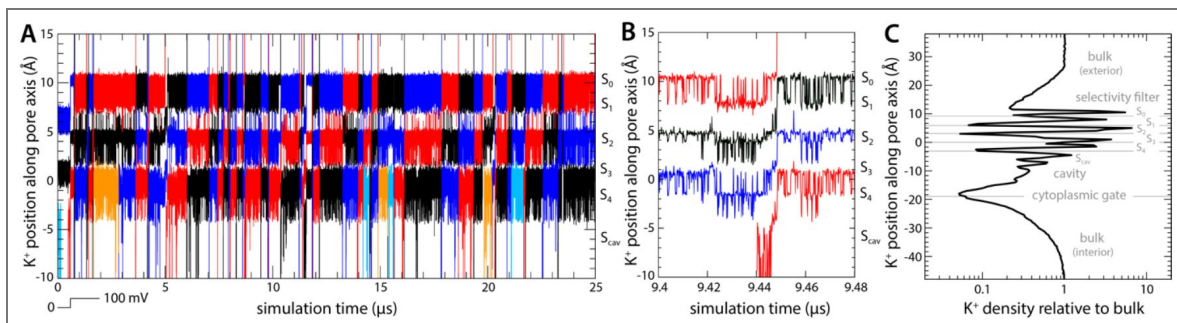 A
K⁺ position along pore axis (Å)
15
10
5
0
-5
-10
S₀
S₁
S₂
S₃
S₄
Scav
0
5
10
15
20
25
0
100 mV
simulation time (μs)
B
K⁺ position along pore axis (Å)
15
10
5
0
-5
-10
S₀
S₁
S₂
S₃
S₄
Scav
9.4
9.42
9.44
9.46
9.48
simulation time (μs)
C
K⁺ position along pore axis (Å)
30
20
10
0
-10
-20
-30
-40
bulk
(exterior)
selectivity filter
S₀
S₁
S₂
S₃
S₄
Scav
cavity
cytoplasmic gate
bulk
(interior)
0.1
1
10
K⁺ density relative to bulk